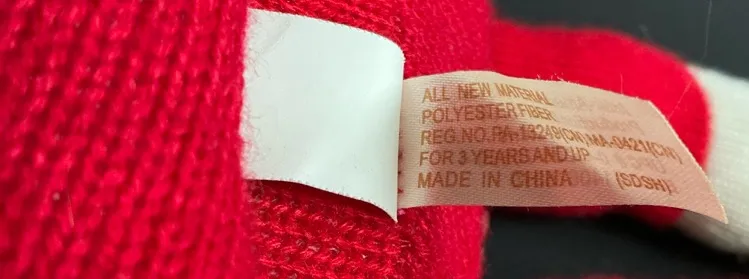 ALL NEW MATERIAL
POLYESTER FIBER
REG NO.PA-13249(CN),MA-0421(CN)
FOR 3 YEARS AND UP
MADE IN CHINA (SDSH)